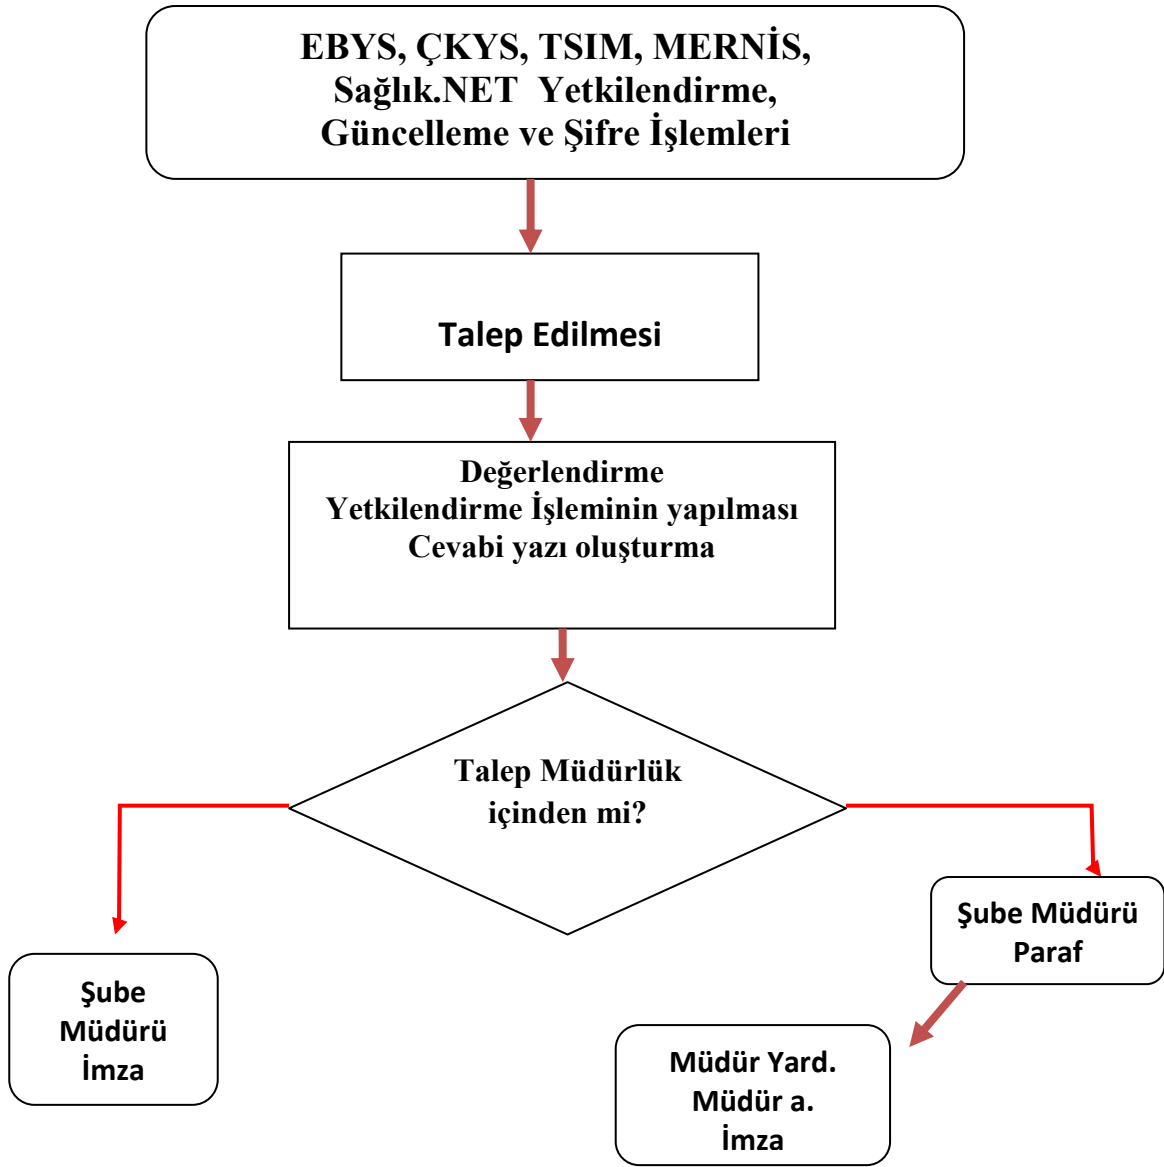 EBYS, ÇKYS, TSIM, MERNİS,
Sağlık.NET Yetkilendirme,
Güncelleme ve Şifre İşlemleri
Talep Edilmesi
Değerlendirme
Yetkilendirme İşleminin yapılması
Cevabi yazı oluşturma
Talep Müdürlük
içinden mi?
Şube Müdürü
Paraf
Şube
Müdürü
İmza
Müdür Yard.
Müdür a.
İmza